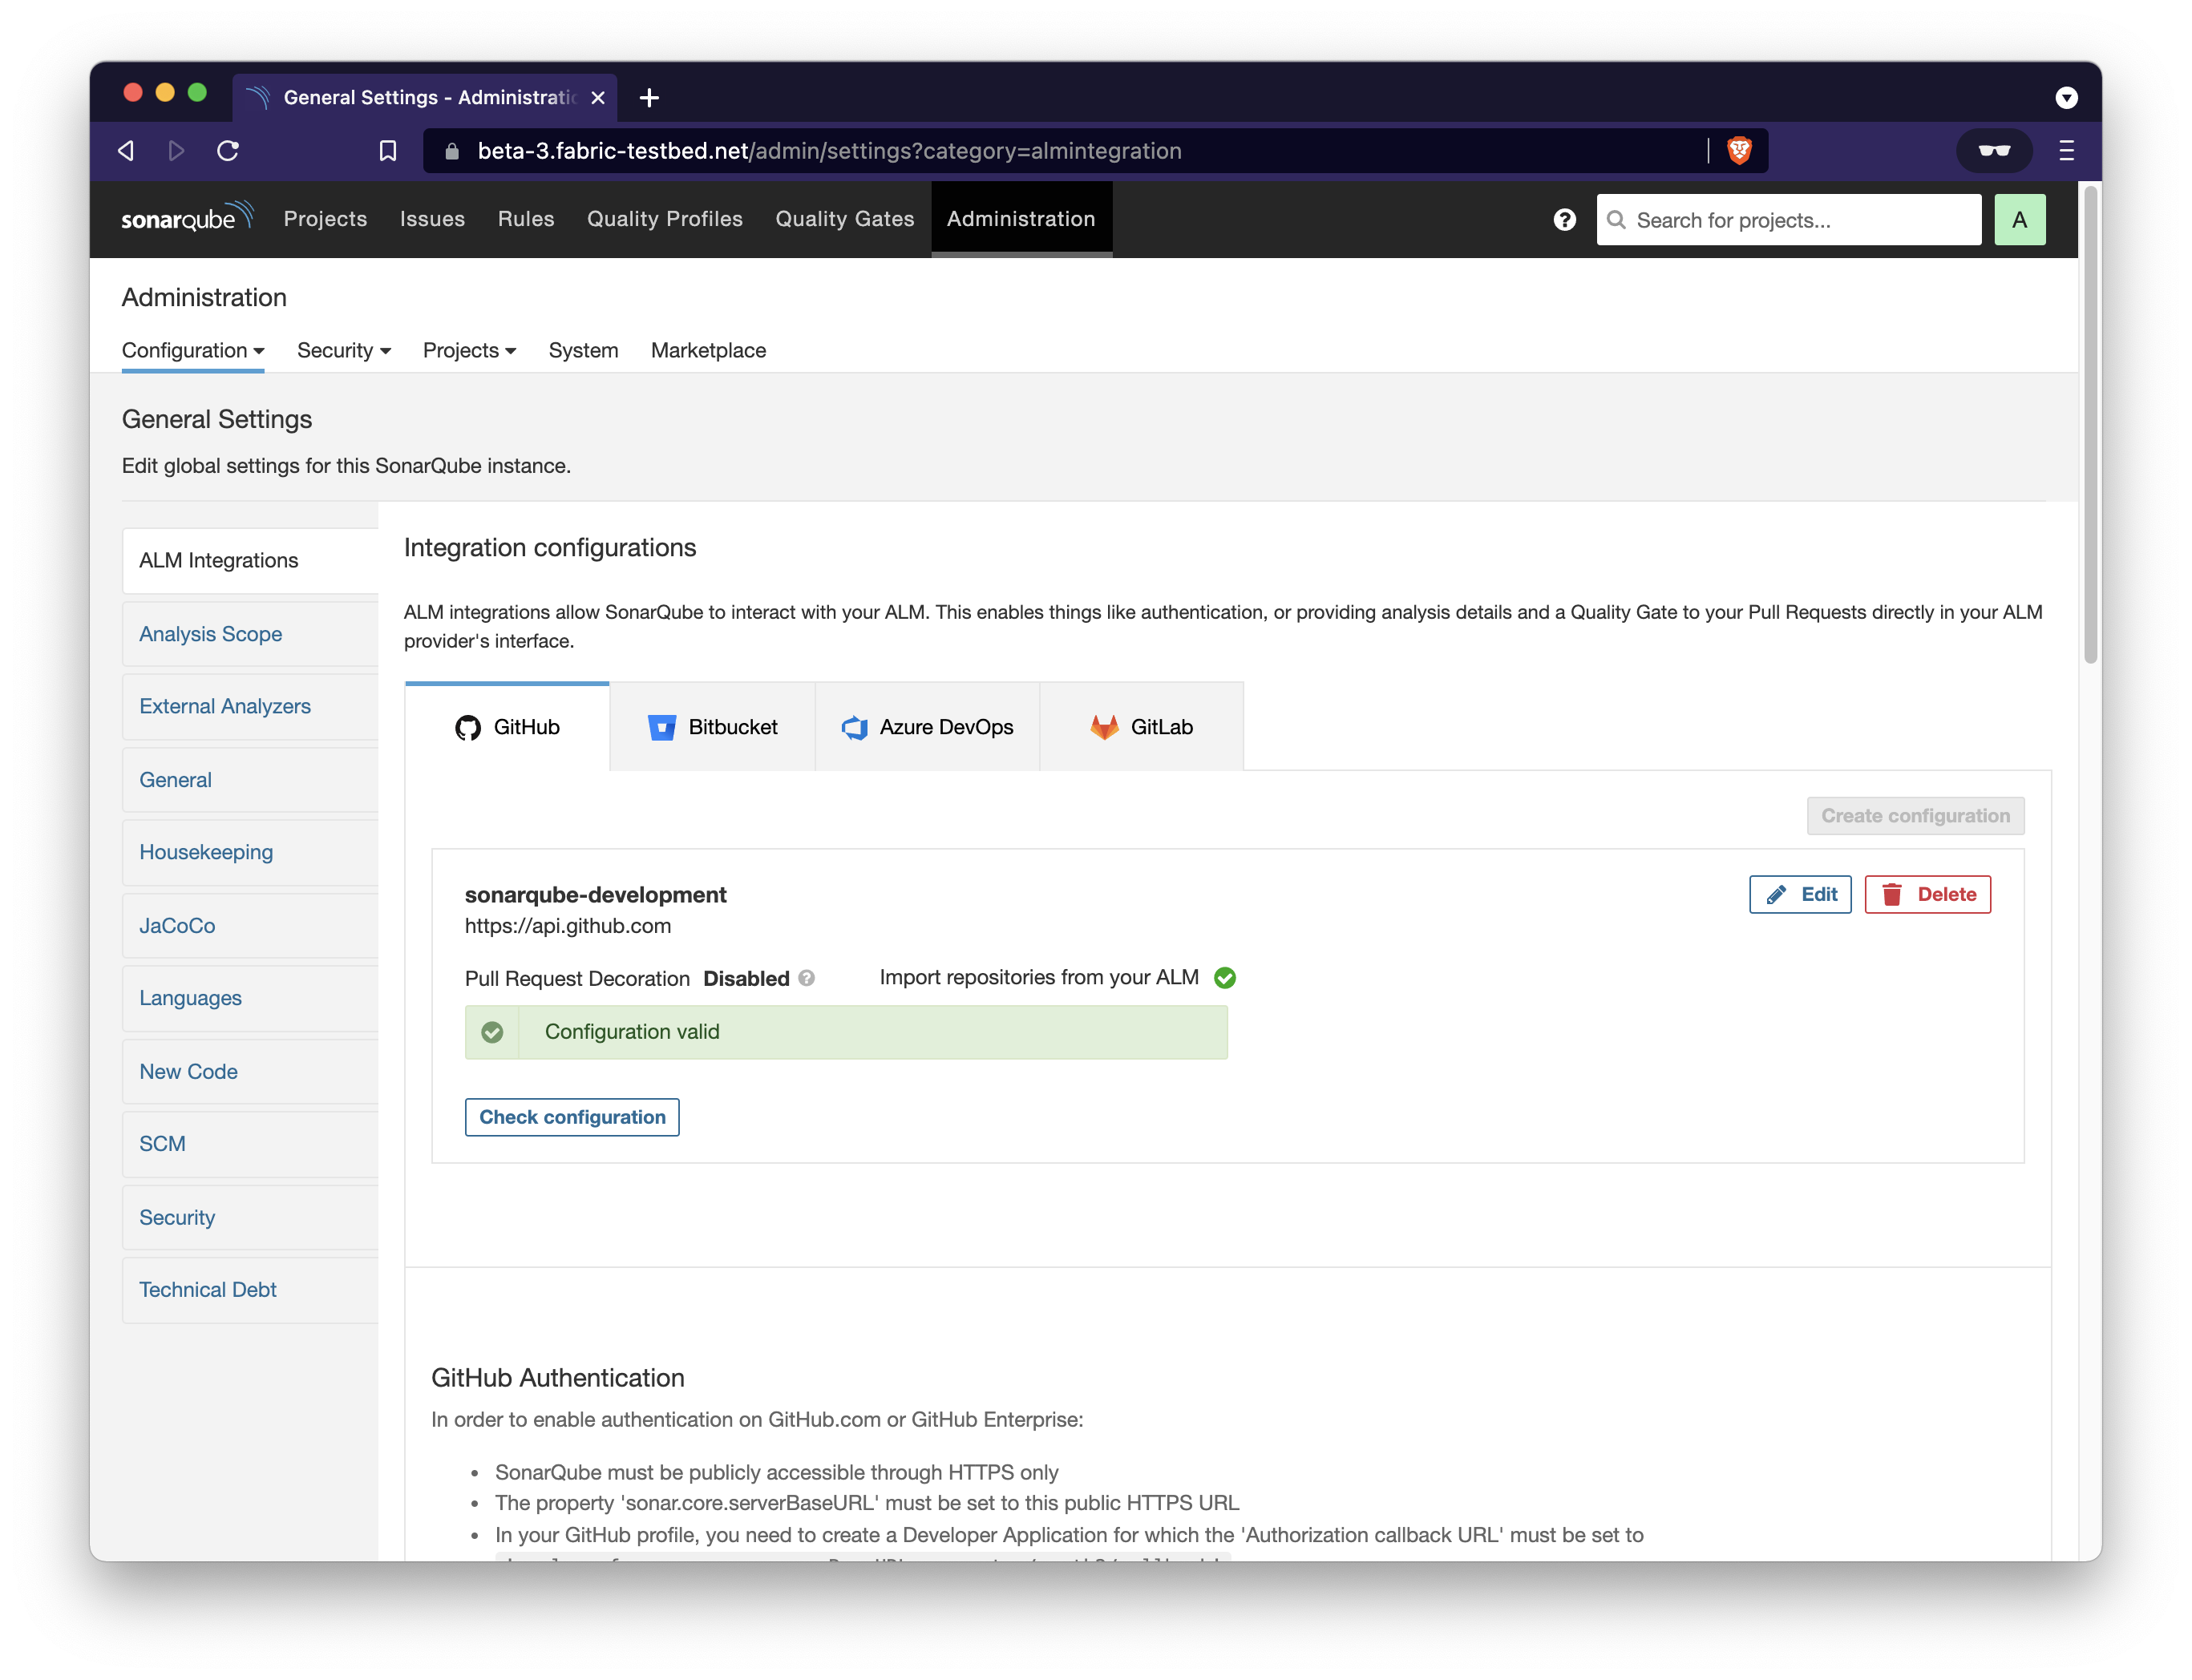 General Settings - Administratic
beta-3.fabric-testbed.net/admin/settings?category=almintegration
sonarqube Projects Issues Rules Quality Profiles Quality Gates Administration Search for projects... A
Administration
Configuration Security Projects System Marketplace
General Settings
Edit global settings for this SonarQube instance.
ALM Integrations
Analysis Scope
External Analyzers
General
Housekeeping
JaCoCo
Languages
New Code
SCM
Security
Technical Debt
Integration configurations
ALM integrations allow SonarQube to interact with your ALM. This enables things like authentication, or providing analysis details and a Quality Gate to your Pull Requests directly in your ALM
provider's interface.
GitHub Bitbucket Azure DevOps GitLab
Create configuration
sonarqube-development
Edit Delete
https://api.github.com
Pull Request Decoration Disabled Import repositories from your ALM
Configuration valid
Check configuration
GitHub Authentication
In order to enable authentication on GitHub.com or GitHub Enterprise:
• SonarQube must be publicly accessible through HTTPS only
• The property 'sonar.core.serverBaseURL' must be set to this public HTTPS URL
• In your GitHub profile, you need to create a Developer Application for which the 'Authorization callback URL' must be set to